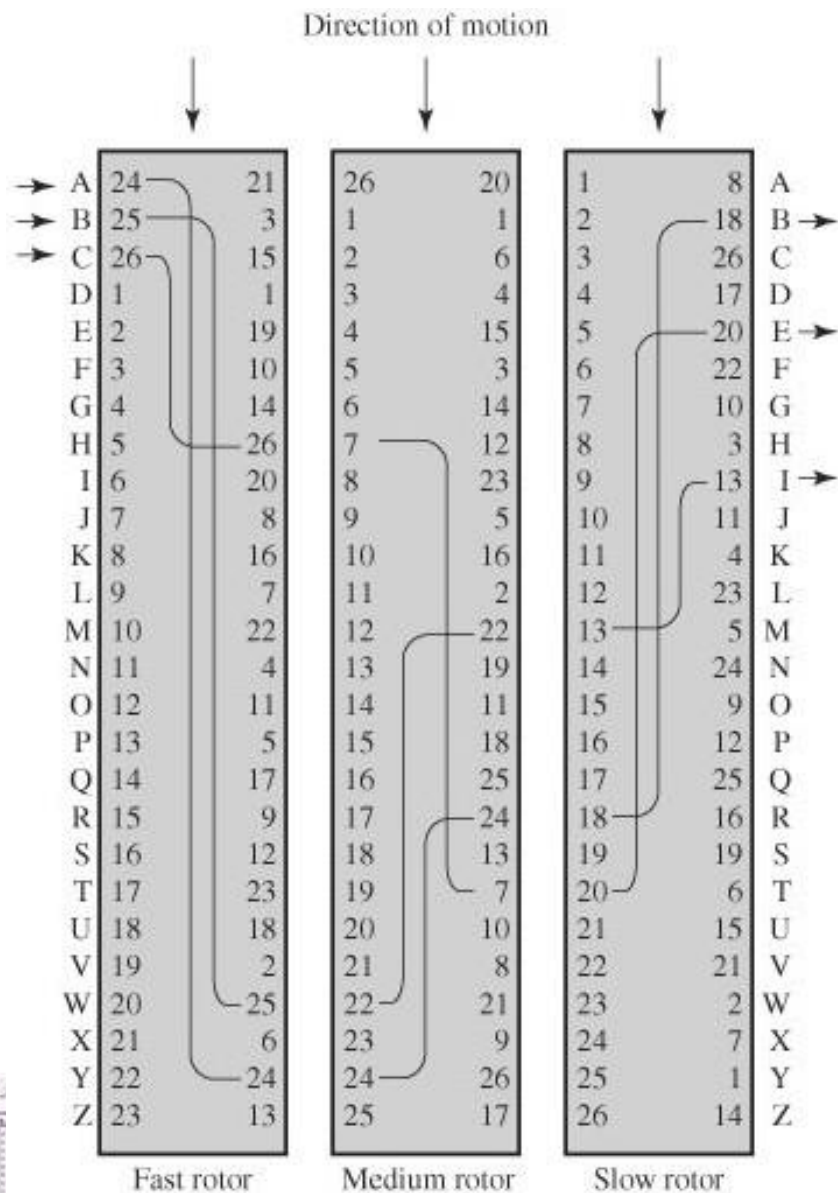 Direction of motion
A 24 21 26 20 1 8 A
B 25 3 1 1 2 18 B
C 26 15 2 6 3 26 C
D 1 1 3 4 4 17 D
E 2 19 4 15 5 20 E
F 3 10 5 3 6 22 F
G 4 14 6 14 7 10 G
H 5 26 7 12 8 3 H
I 6 20 8 23 9 13 I
J 7 8 9 5 10 11 J
K 8 16 10 16 11 4 K
L 9 7 11 2 12 23 L
M 10 22 12 22 13 5 M
N 11 4 13 19 14 24 N
O 12 11 14 11 15 9 O
P 13 5 15 18 16 12 P
Q 14 17 16 25 17 25 Q
R 15 9 17 24 18 16 R
S 16 12 18 13 19 19 S
T 17 23 19 7 20 6 T
U 18 18 20 10 21 15 U
V 19 2 21 8 22 21 V
W 20 25 22 21 23 2 W
X 21 6 23 9 24 7 X
Y 22 24 24 26 25 1 Y
Z 23 13 25 17 26 14 Z
Fast rotor Medium rotor Slow rotor